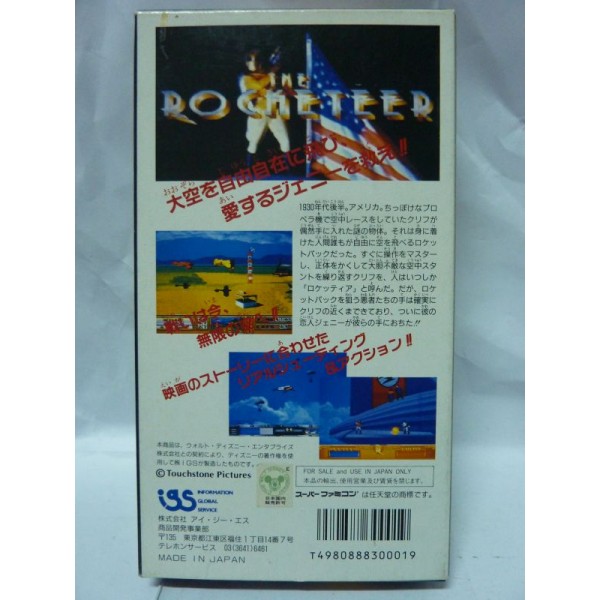 THE
ROCKETEER
大空を自由自在に飛び
愛するジェニーを救え!!
1930年代後半。アメリカ。ちっぽけなプロ
ペラ機で空中レースをしていたクリフが
偶然手に入れた謎の物体。それは身に着
けた人間誰もが自由に空を飛べるロケッ
トパックだった。すぐに操作をマスター
し、正体をかくして大胆不敵な空中スタ
ントを繰り返すクリフを、人はいつしか
「ロケッティア」と呼んだ。だが、ロケッ
トパックを狙う悪者たちの手は確実に
クリフの近くまできており、ついに彼の
恋人ジェニーが彼らの手におちた!!
は今、
無限の
映画のストーリーに合わせた
リアルシューティング
&アクション!!
本商品は、ウォルト・ディズニー・エンタプライズ
株式会社との契約により、ディズニーの著作権を使用
して㈱IGSが製造したものです。
©Touchstone Pictures
FOR SALE and USE IN JAPAN ONLY
本品の輸出、使用営業及び賃貸を禁じます。
スーパーファミコンは任天堂の商標です。
igs INFORMATION
GLOBAL
SERVICE
株式会社 アイ・ジー・エス
商品開発事業部
〒135 東京都江東区福住1丁目14番7号
テレホンサービス 03(3641)6461
MADE IN JAPAN
T4980888300019